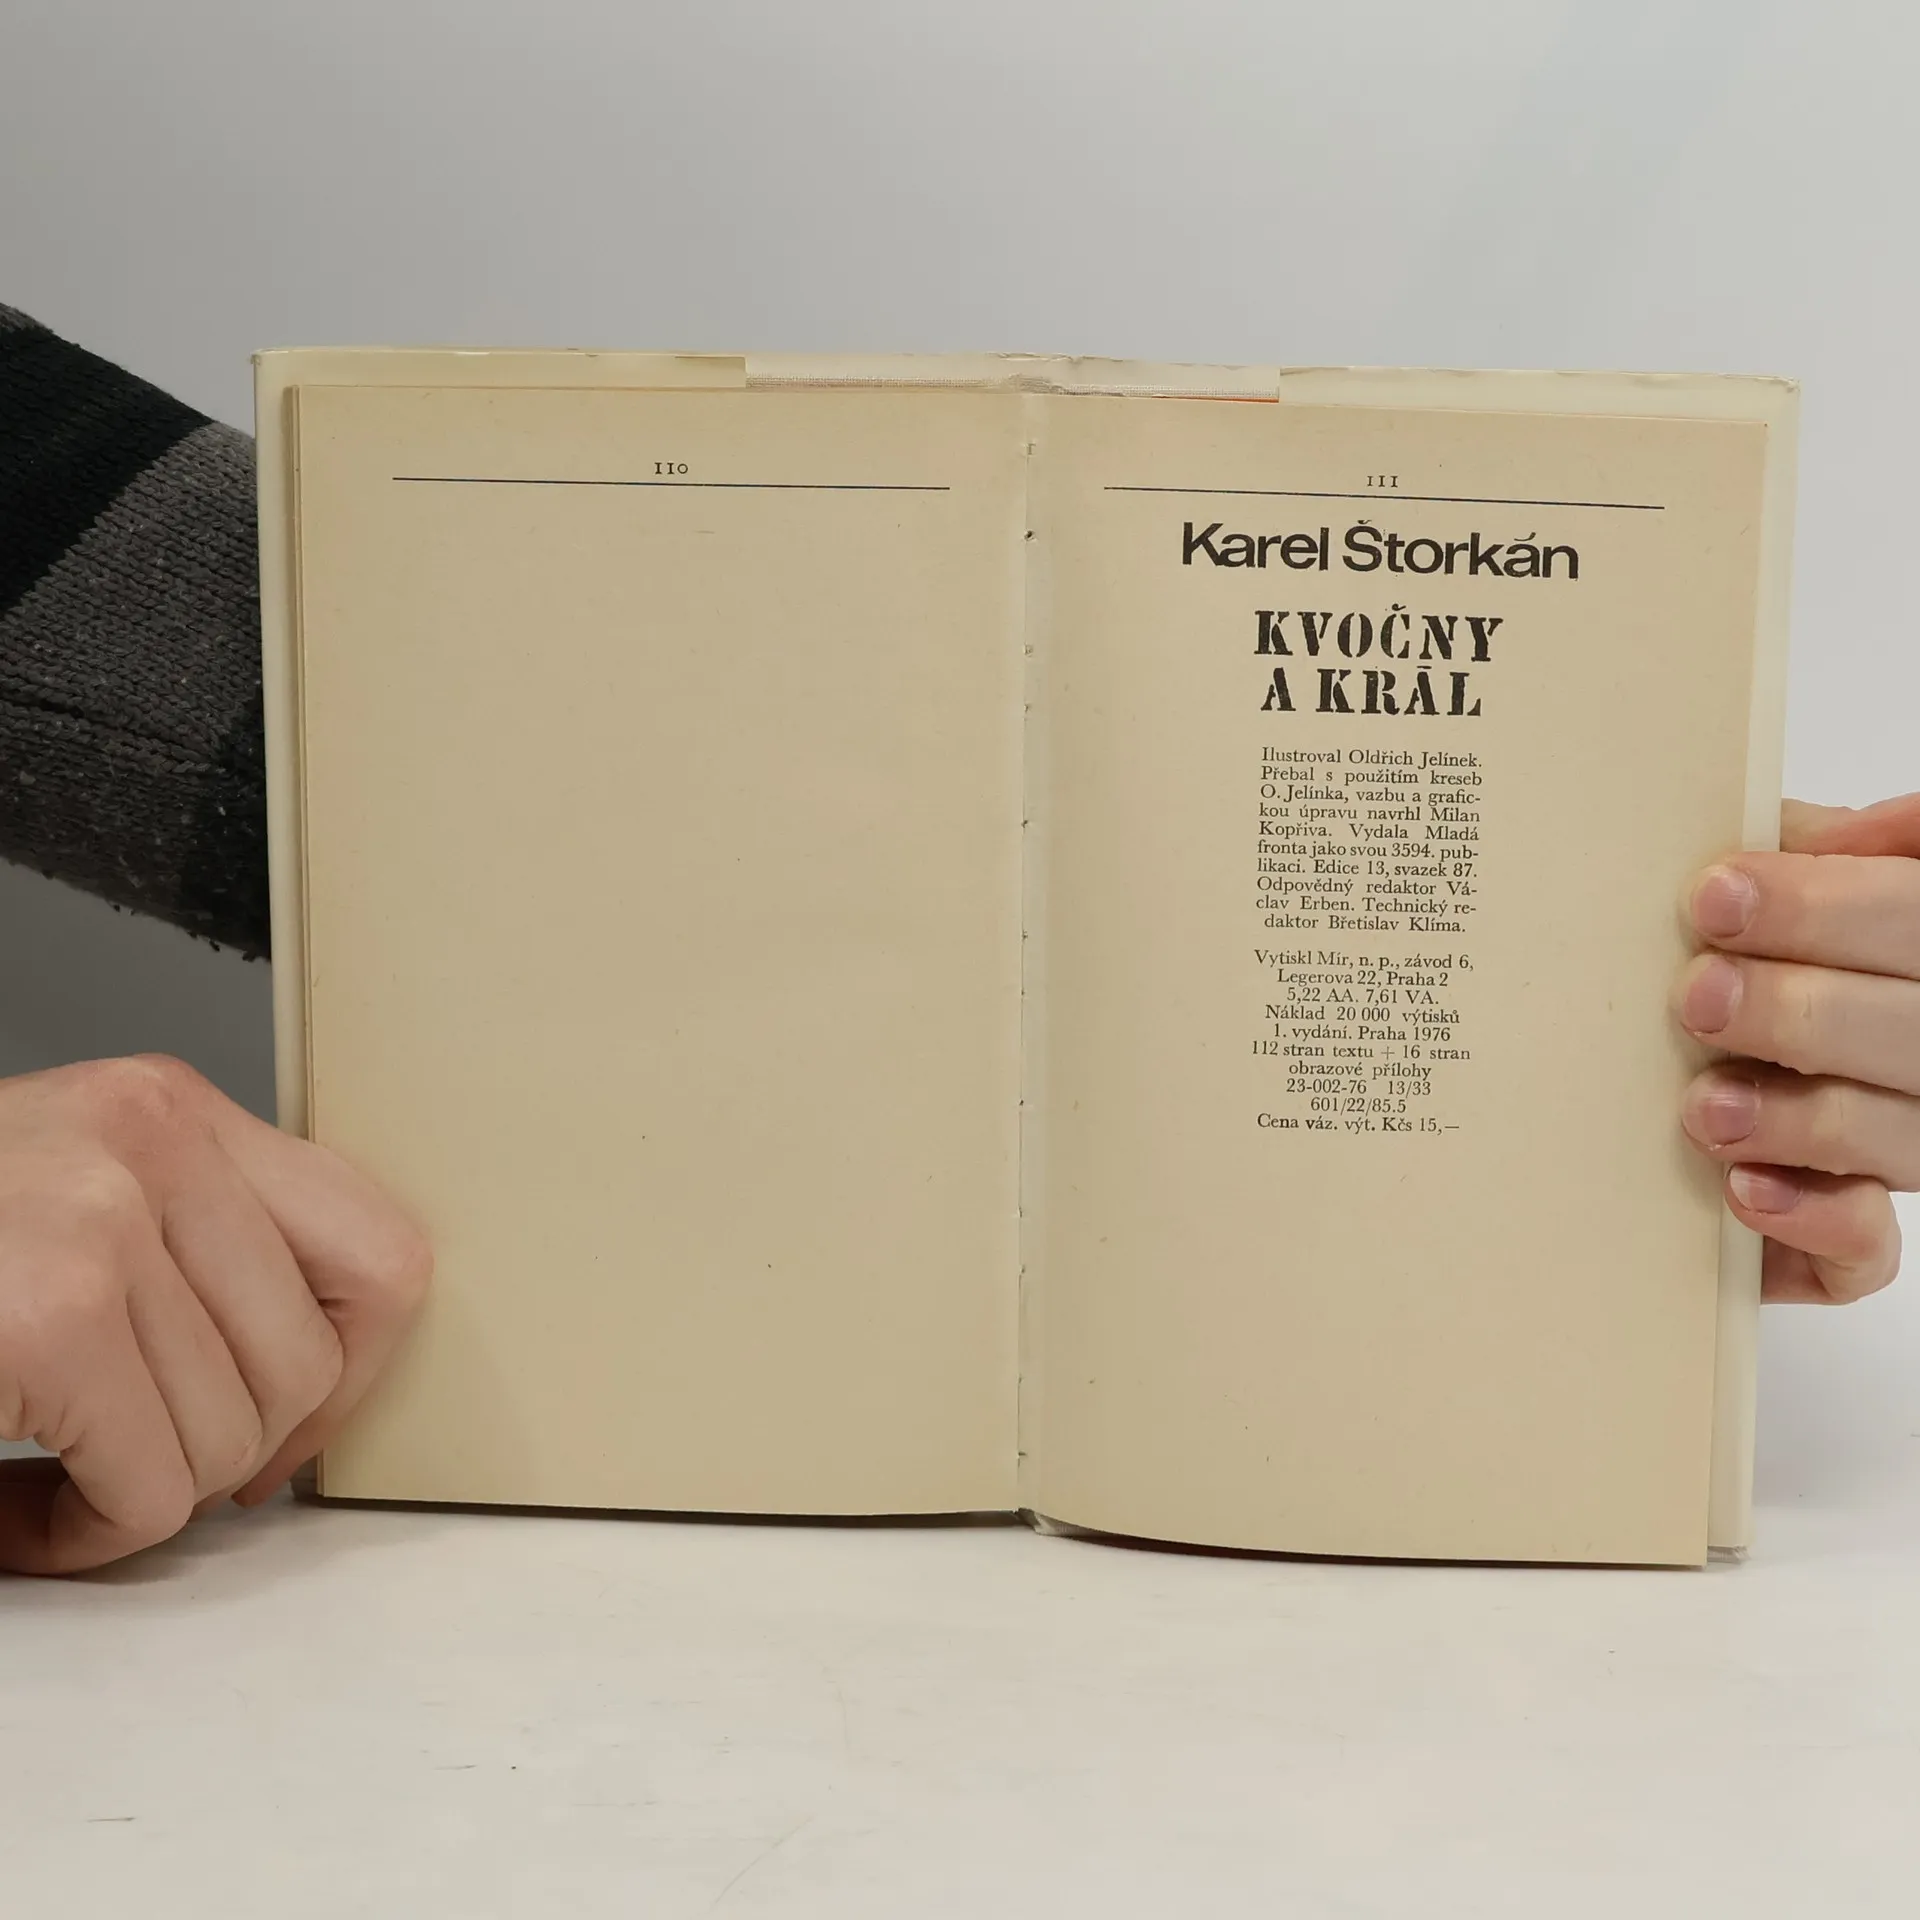 110
111
Karel Štorkán
KVOČNY
A KRÁL
Ilustroval Oldřich Jelínek.
Přebal s použitím kreseb
O. Jelínka, vazbu a grafic-
kou úpravu navrhl Milan
Kopřiva. Vydala Mladá
fronta jako svou 3594. pub-
likaci. Edice 13, svazek 87.
Odpovědný redaktor Vá-
clav Erben. Technický re-
daktor Břetislav Klíma.
Vytiskl Mír, n. p., závod 6,
Legerova 22, Praha 2
5,22 AA. 7,61 VA.
Náklad 20 000 výtisků
1. vydání. Praha 1976
112 stran textu + 16 stran
obrazové přílohy
23-002-76 13/33
601/22/85.5
Cena váz. výt. Kčs 15,—